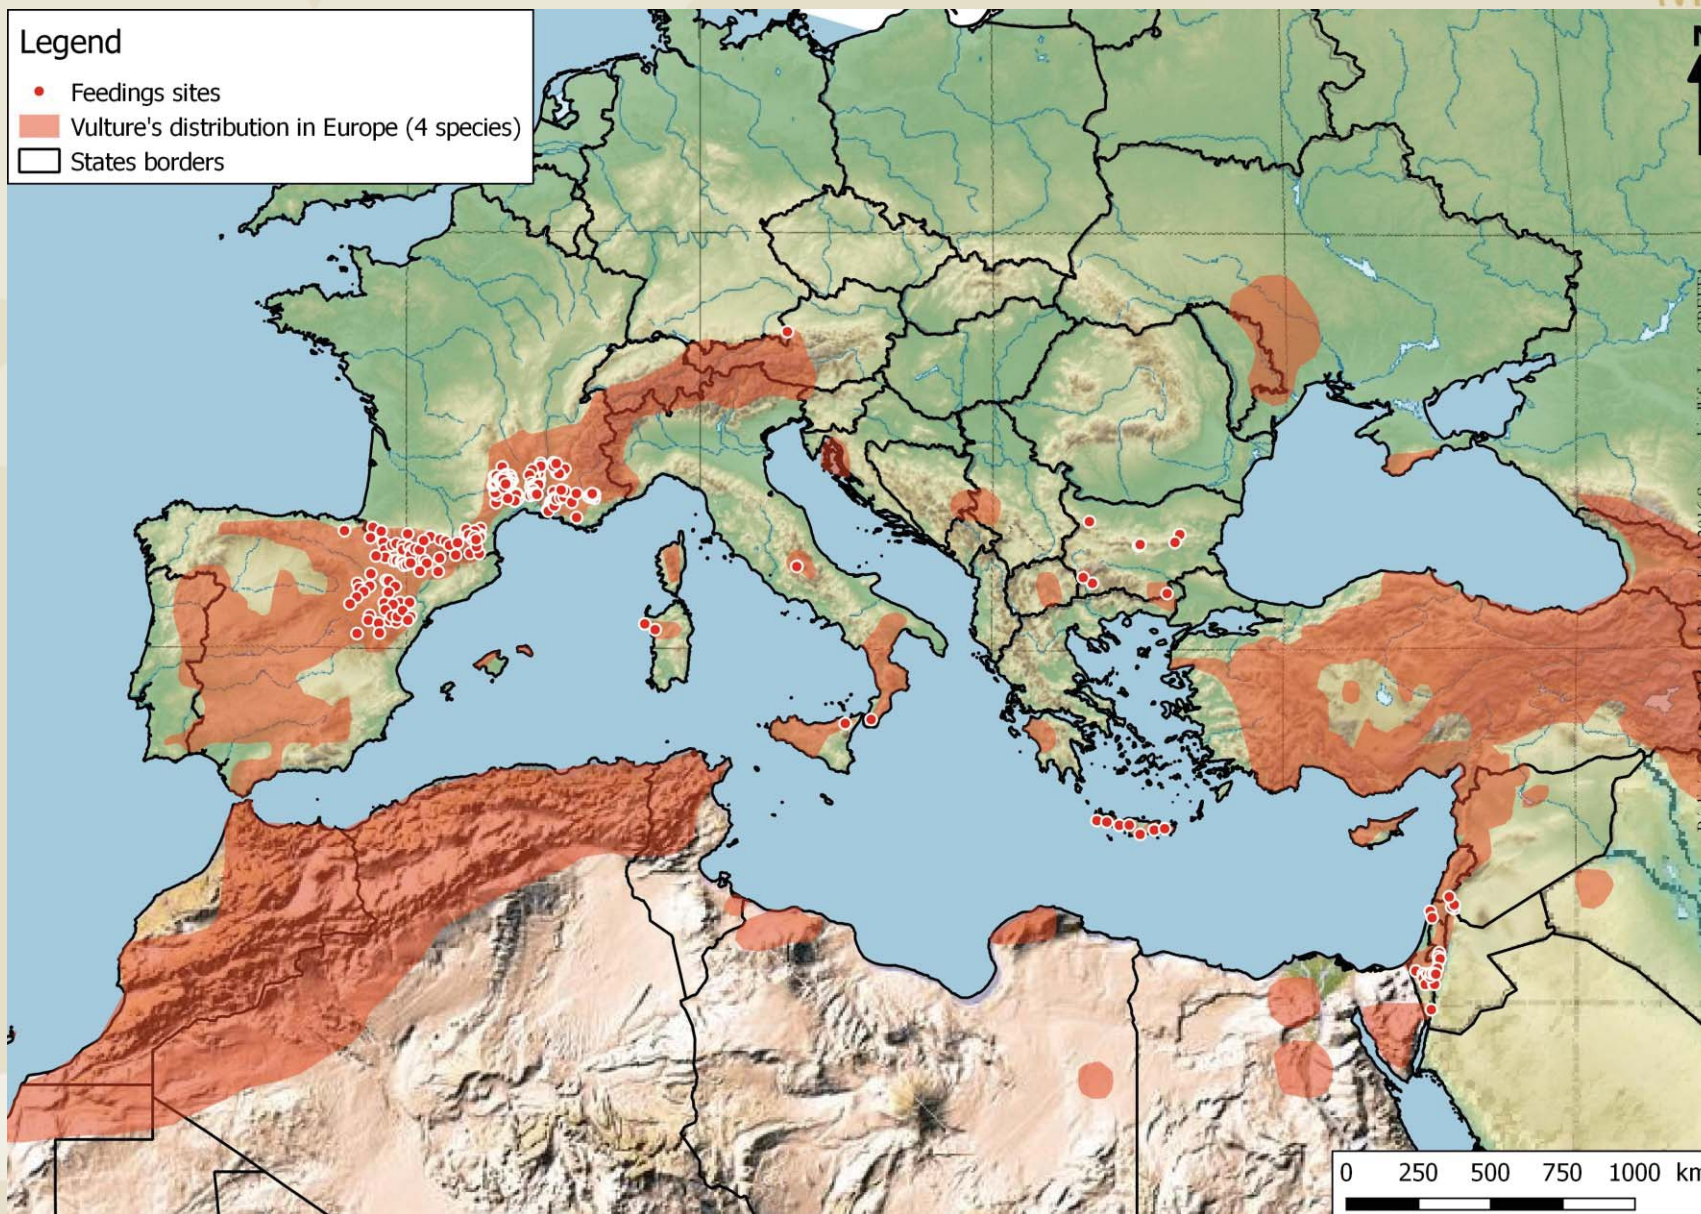 Legend
Feedings sites
Vulture's distribution in Europe (4 species)
States borders
0 250 500 750 1000 km